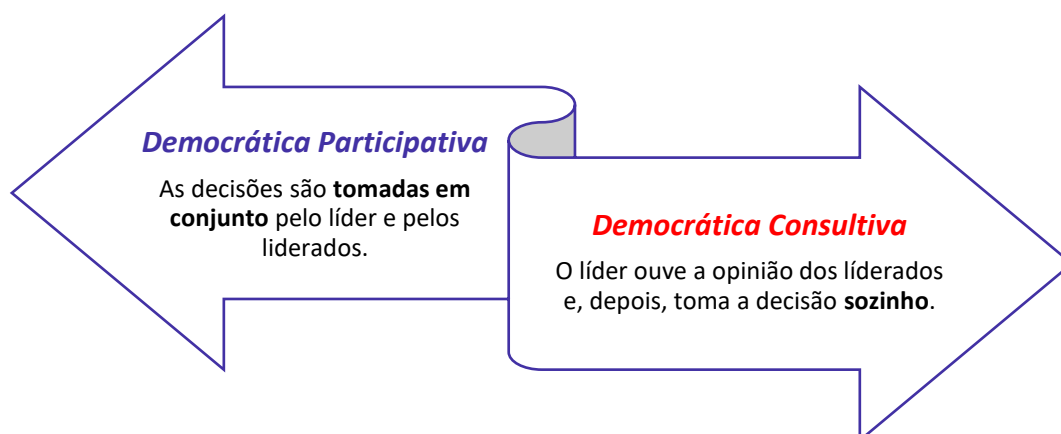 Democrática Participativa
As decisões são tomadas em
conjunto pelo líder e pelos
liderados.
Democrática Consultiva
O líder ouve a opinião dos líderados
e, depois, toma a decisão sozinho.